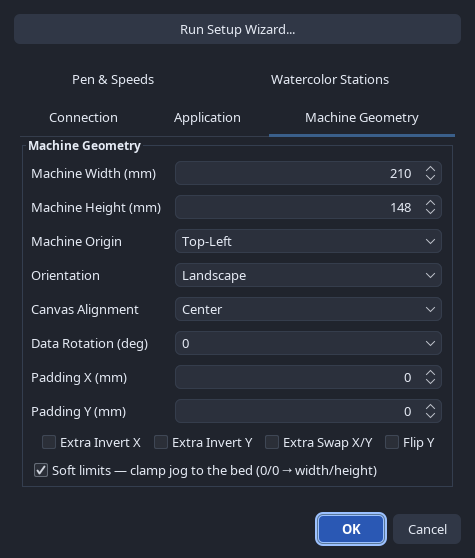 Run Setup Wizard...
Pen & Speeds Watercolor Stations
Connection Application Machine Geometry
Machine Geometry
Machine Width (mm) 210
Machine Height (mm) 148
Machine Origin Top-Left
Orientation Landscape
Canvas Alignment Center
Data Rotation (deg) 0
Padding X (mm) 0
Padding Y (mm) 0
Extra Invert X Extra Invert Y Extra Swap X/Y Flip Y
Soft limits — clamp jog to the bed (0/0 → width/height)
OK Cancel